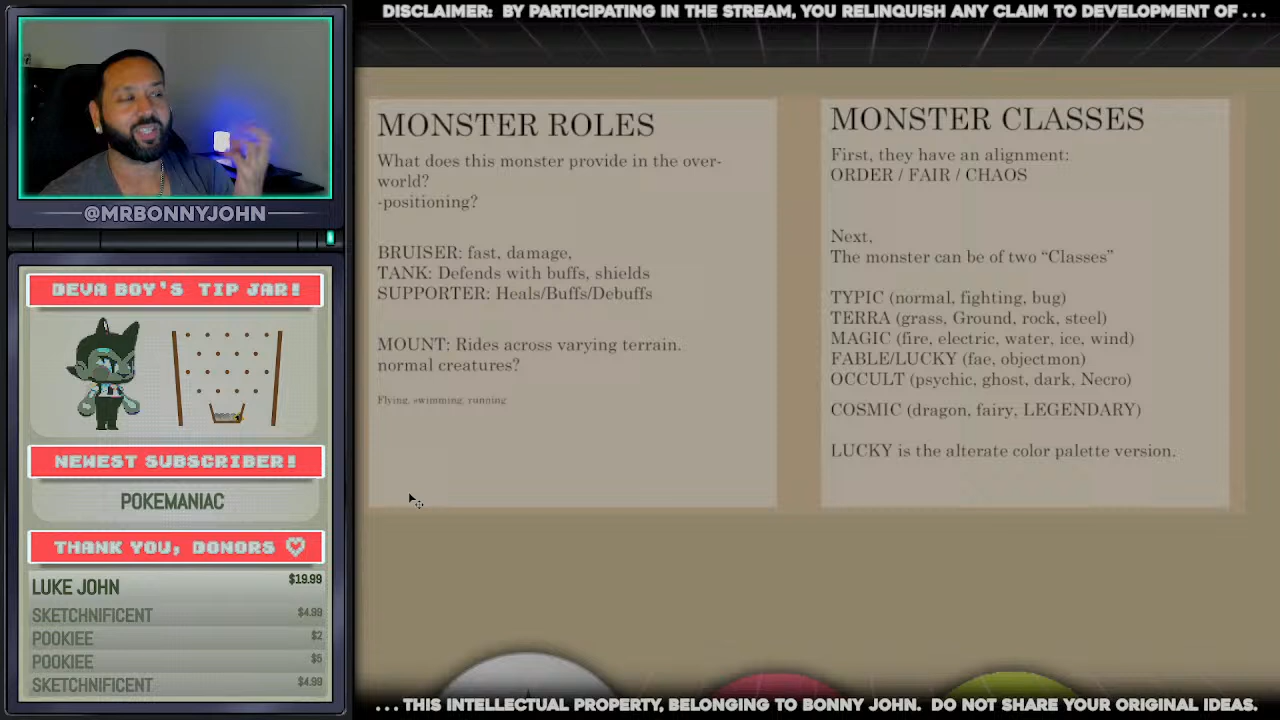 DISCLAIMER: BY PARTICIPATING IN THE STREAM, YOU RELINQUISH ANY CLAIM TO DEVELOPMENT OF . . .
@MRBONNYJOHN
DEVA BOY'S TIP JAR!
NEWEST SUBSCRIBER!
POKEMANIAC
THANK YOU, DONORS
LUKE JOHN $19.99
SKETCHNIFICENT $4.99
POOKIEE $2
POOKIEE $5
SKETCHNIFICENT $4.99
MONSTER ROLES
What does this monster provide in the over-
world?
-positioning?
BRUISER: fast, damage,
TANK: Defends with buffs, shields
SUPPORTER: Heals/Buffs/Debuffs
MOUNT: Rides across varying terrain.
normal creatures?
Flying, swimming, running
MONSTER CLASSES
First, they have an alignment:
ORDER / FAIR / CHAOS
Next,
The monster can be of two “Classes”
TYPIC (normal, fighting, bug)
TERRA (grass, Ground, rock, steel)
MAGIC (fire, electric, water, ice, wind)
FABLE/LUCKY (fae, objectmon)
OCCULT (psychic, ghost, dark, Necro)
COSMIC (dragon, fairy, LEGENDARY)
LUCKY is the alterate color palette version.
. . . THIS INTELLECTUAL PROPERTY, BELONGING TO BONNY JOHN. DO NOT SHARE YOUR ORIGINAL IDEAS.